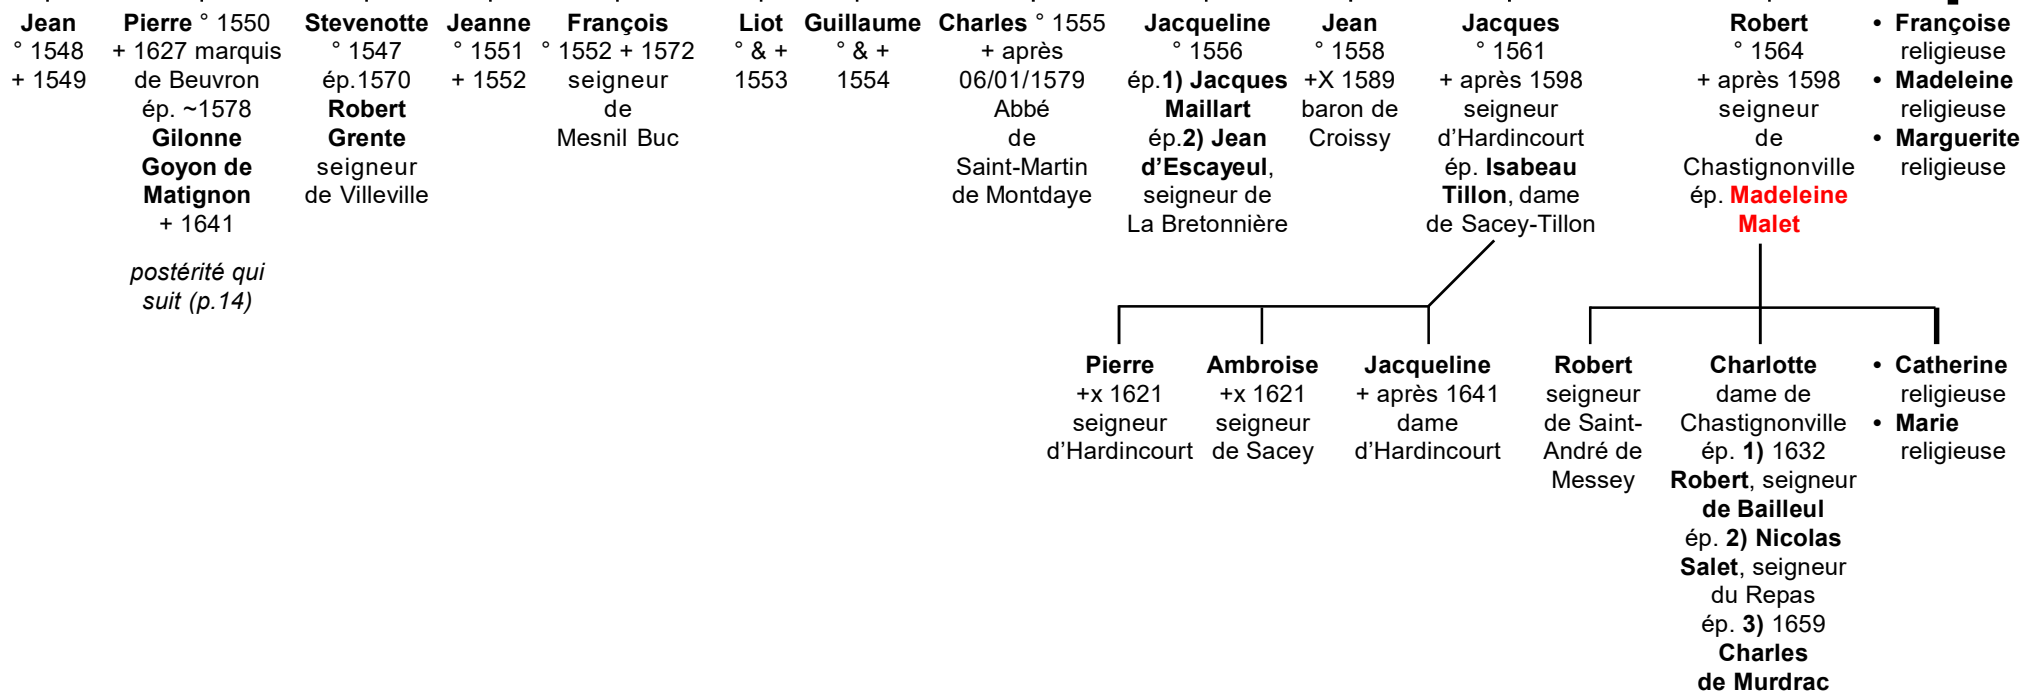 Jean
° 1548
+ 1549
Pierre ° 1550
+ 1627 marquis
de Beuvron
ép. ~1578
Gilonne
Goyon de
Matignon
+ 1641
postérité qui
suit (p.14)
Stevenotte
° 1547
ép.1570
Robert
Grente
seigneur
de Villeville
Jeanne
° 1551
+ 1552
François
° 1552 + 1572
seigneur
de
Mesnil Buc
Liot
° & +
1553
Guillaume
° & +
1554
Charles ° 1555
+ après
06/01/1579
Abbé
de
Saint-Martin
de Montdaye
Jacqueline
° 1556
ép.1) Jacques
Maillart
ép.2) Jean
d’Escayeul,
seigneur de
La Bretonnière
Jean
° 1558
+X 1589
baron de
Croissy
Jacques
° 1561
+ après 1598
seigneur
d’Hardincourt
ép. Isabeau
Tillon, dame
de Sacey-Tillon
Robert
° 1564
+ après 1598
seigneur
de
Chastignonville
ép. Madeleine
Malet
• Françoise
religieuse
• Madeleine
religieuse
• Marguerite
religieuse
Pierre
+x 1621
seigneur
d’Hardincourt
Ambroise
+x 1621
seigneur
de Sacey
Jacqueline
+ après 1641
dame
d’Hardincourt
Robert
seigneur
de Saint-
André de
Messey
Charlotte
dame de
Chastignonville
ép. 1) 1632
Robert, seigneur
de Bailleul
ép. 2) Nicolas
Salet, seigneur
du Repas
ép. 3) 1659
Charles
de Murdrac
• Catherine
religieuse
• Marie
religieuse